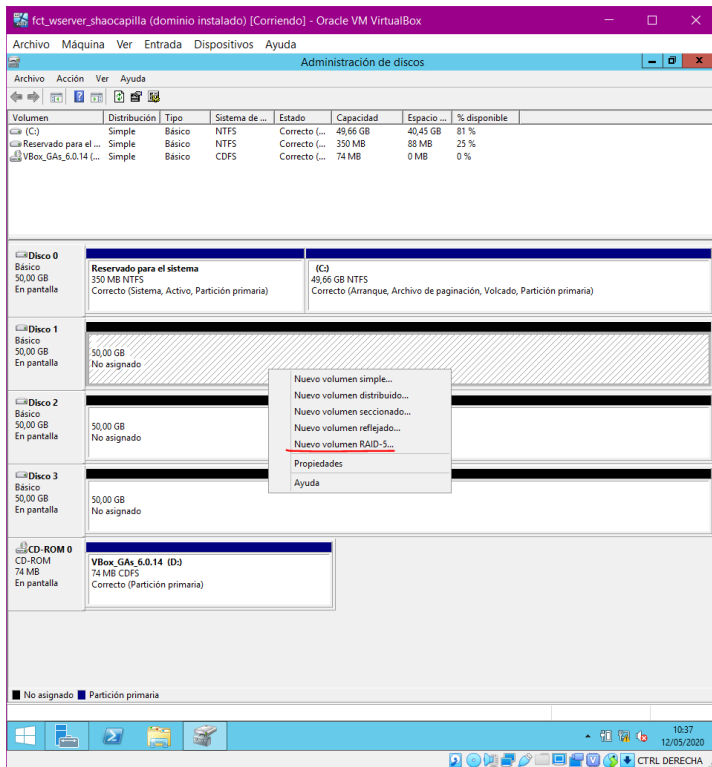 fct_wserver_shaocapilla (dominio instalado) [Corriendo] - Oracle VM VirtualBox
Archivo Máquina Ver Entrada Dispositivos Ayuda
Administración de discos
Archivo Acción Ver Ayuda
Volumen Distribución Tipo Sistema de ... Estado Capacidad Espacio ... % disponible
(C:) Simple Básico NTFS Correcto (... 49,66 GB 40,45 GB 81 %
Reservado para el ... Simple Básico NTFS Correcto (... 350 MB 88 MB 25 %
VBox_GAs_6.0.14 (... Simple Básico CDFS Correcto (... 74 MB 0 MB 0 %
Disco 0
Básico
50,00 GB
En pantalla
Reservado para el sistema
350 MB NTFS
Correcto (Sistema, Activo, Partición primaria)
(C:)
49,66 GB NTFS
Correcto (Arranque, Archivo de paginación, Volcado, Partición primaria)
Disco 1
Básico
50,00 GB
En pantalla
50,00 GB
No asignado
Nuevo volumen simple...
Nuevo volumen distribuido...
Nuevo volumen seccionado...
Nuevo volumen reflejado...
Nuevo volumen RAID-5...
Propiedades
Ayuda
Disco 2
Básico
50,00 GB
En pantalla
50,00 GB
No asignado
Disco 3
Básico
50,00 GB
En pantalla
50,00 GB
No asignado
CD-ROM 0
CD-ROM
74 MB
En pantalla
VBox_GAs_6.0.14 (D:)
74 MB CDFS
Correcto (Partición primaria)
No asignado Partición primaria
10:37
12/05/2020
CTRL DERECHA